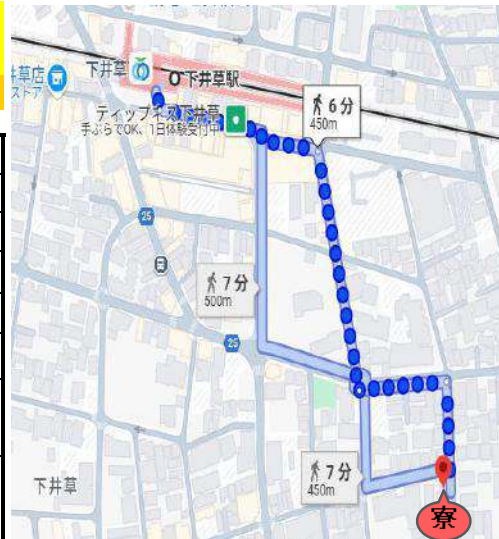 下井草
下井草駅
井草店
ストア
ティップネス下井草
手ぶらでOK、1日体験受付中
6 分
450m
25
7 分
500m
25
7 分
450m
下井草
寮